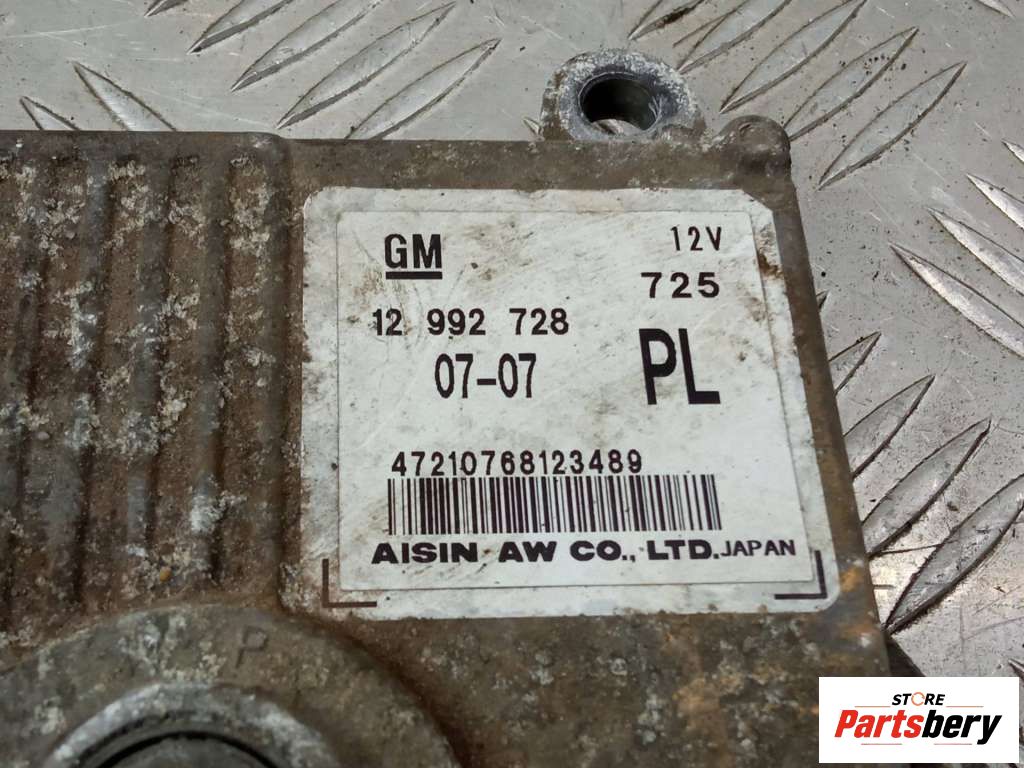 GM 12V
725
12 992 728
07-07 PL
47210768123489
AISIN AW CO., LTD. JAPAN
P
STORE
Partsbery